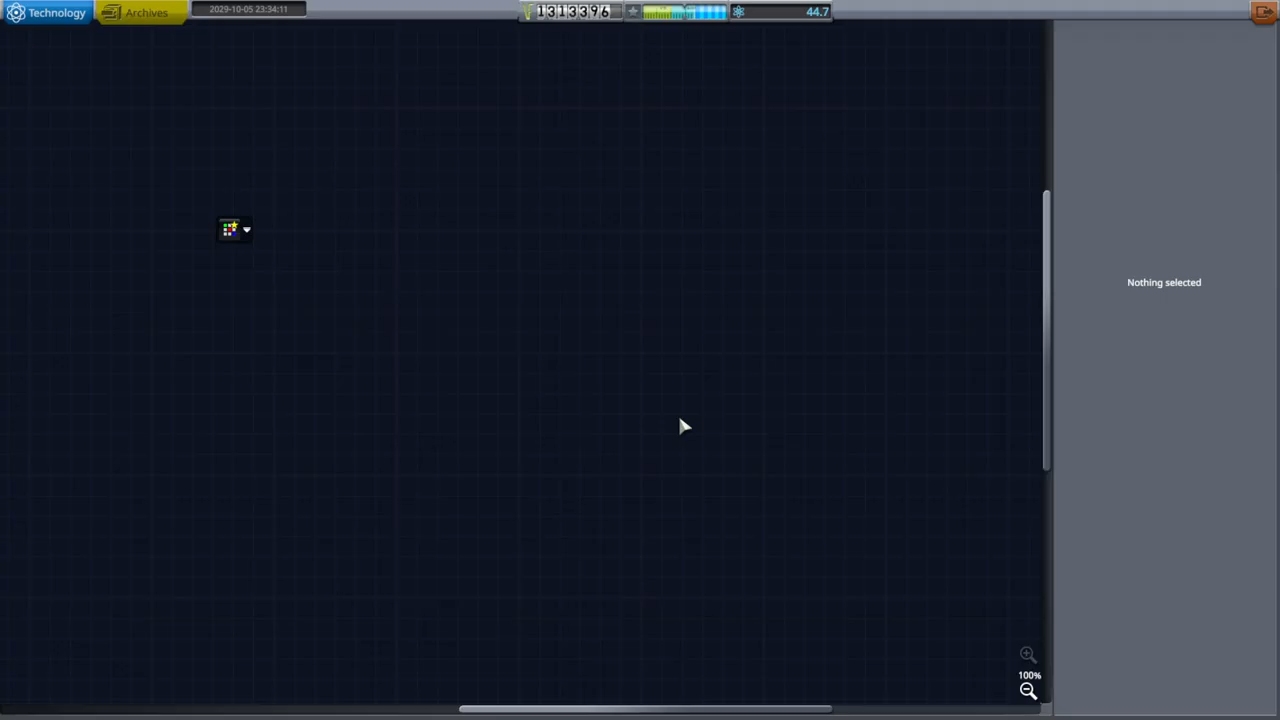 Technology
Archives
2029-10-05 23:34:11
1313396
44.7
Nothing selected
100%